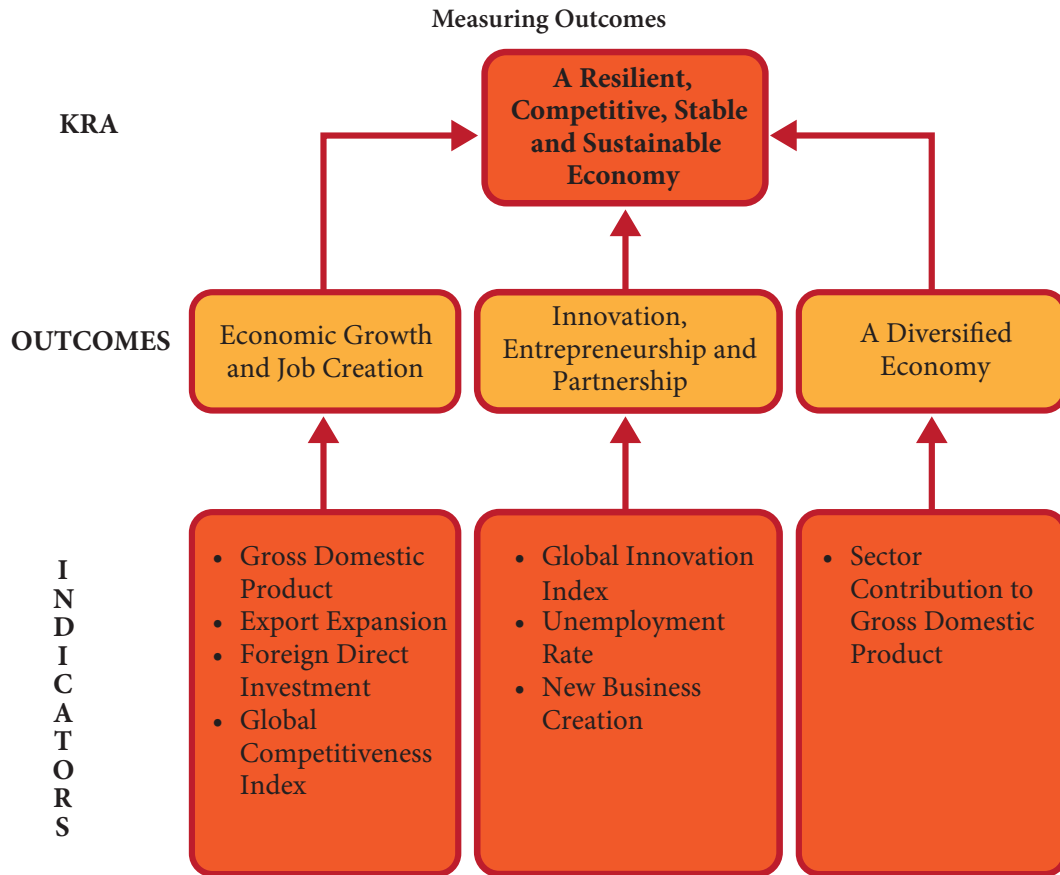 Measuring Outcomes
KRA
A Resilient,
Competitive, Stable
and Sustainable
Economy
OUTCOMES
Economic Growth
and Job Creation
Innovation,
Entrepreneurship and
Partnership
A Diversified
Economy
INDICATORS
• Gross Domestic
Product
• Export Expansion
• Foreign Direct
Investment
• Global
Competitiveness
Index
• Global Innovation
Index
• Unemployment
Rate
• New Business
Creation
• Sector
Contribution to
Gross Domestic
Product